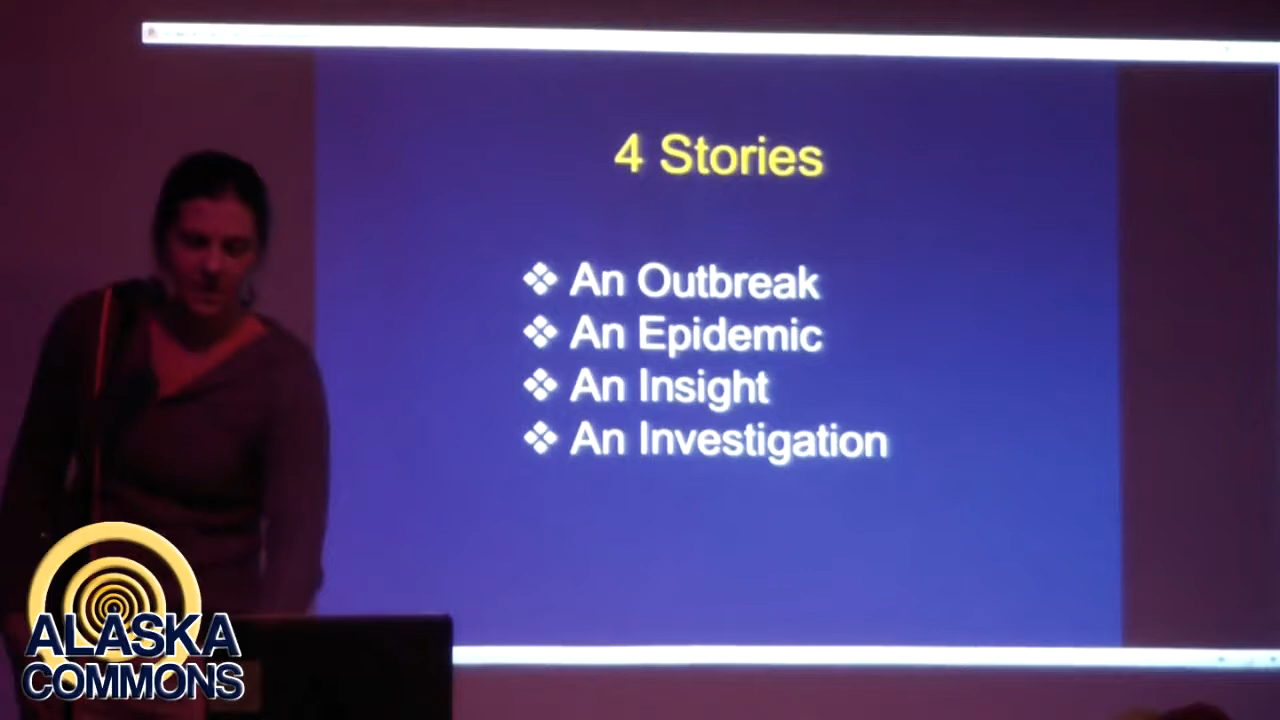 4 Stories
❖ An Outbreak
❖ An Epidemic
❖ An Insight
❖ An Investigation
ALASKA
COMMONS